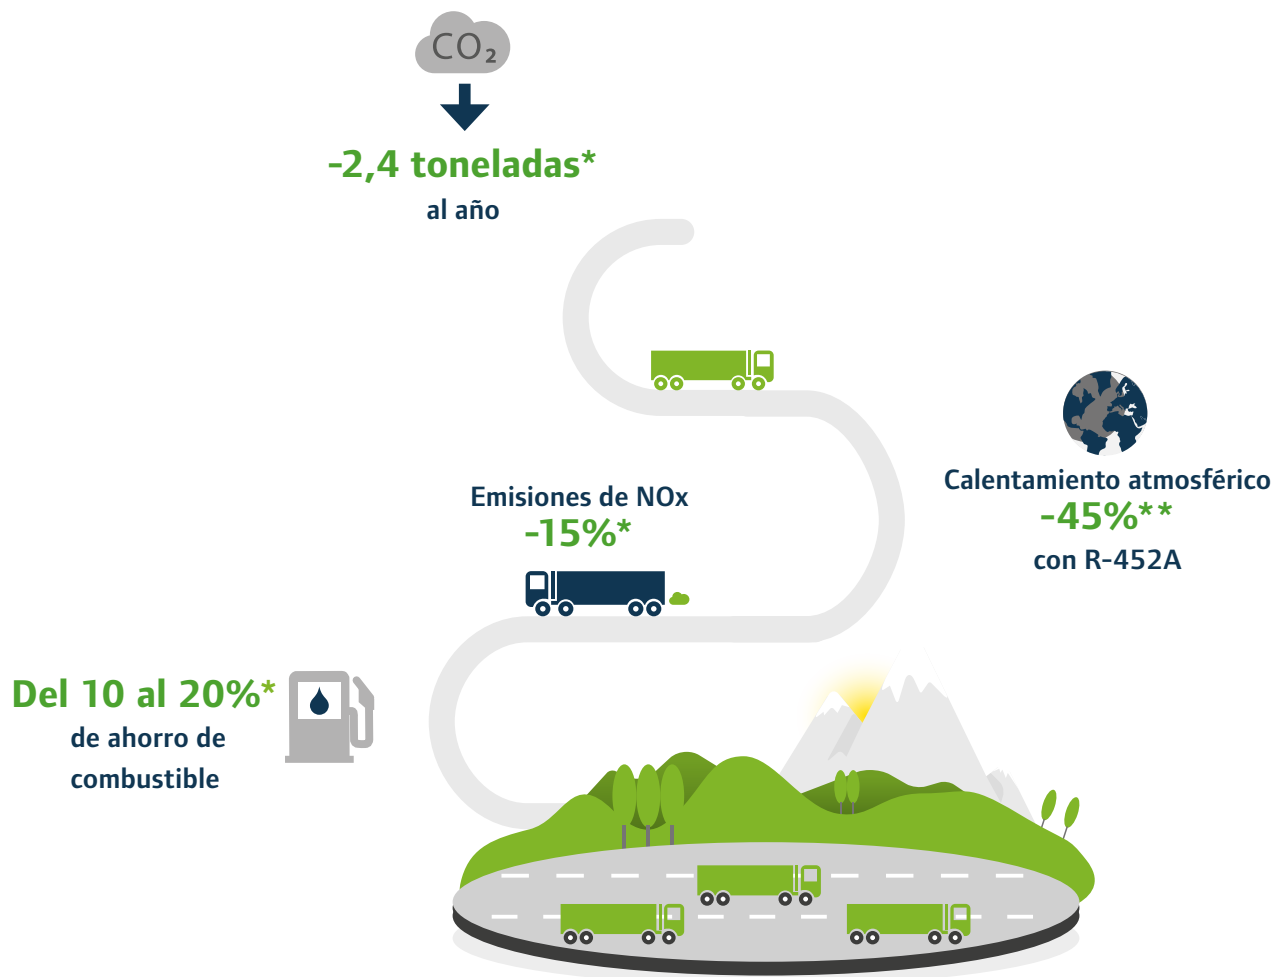 CO₂
-2,4 toneladas*
al año
Emisiones de NOx
-15%*
Calentamiento atmosférico
-45%**
con R-452A
Del 10 al 20%*
de ahorro de
combustible